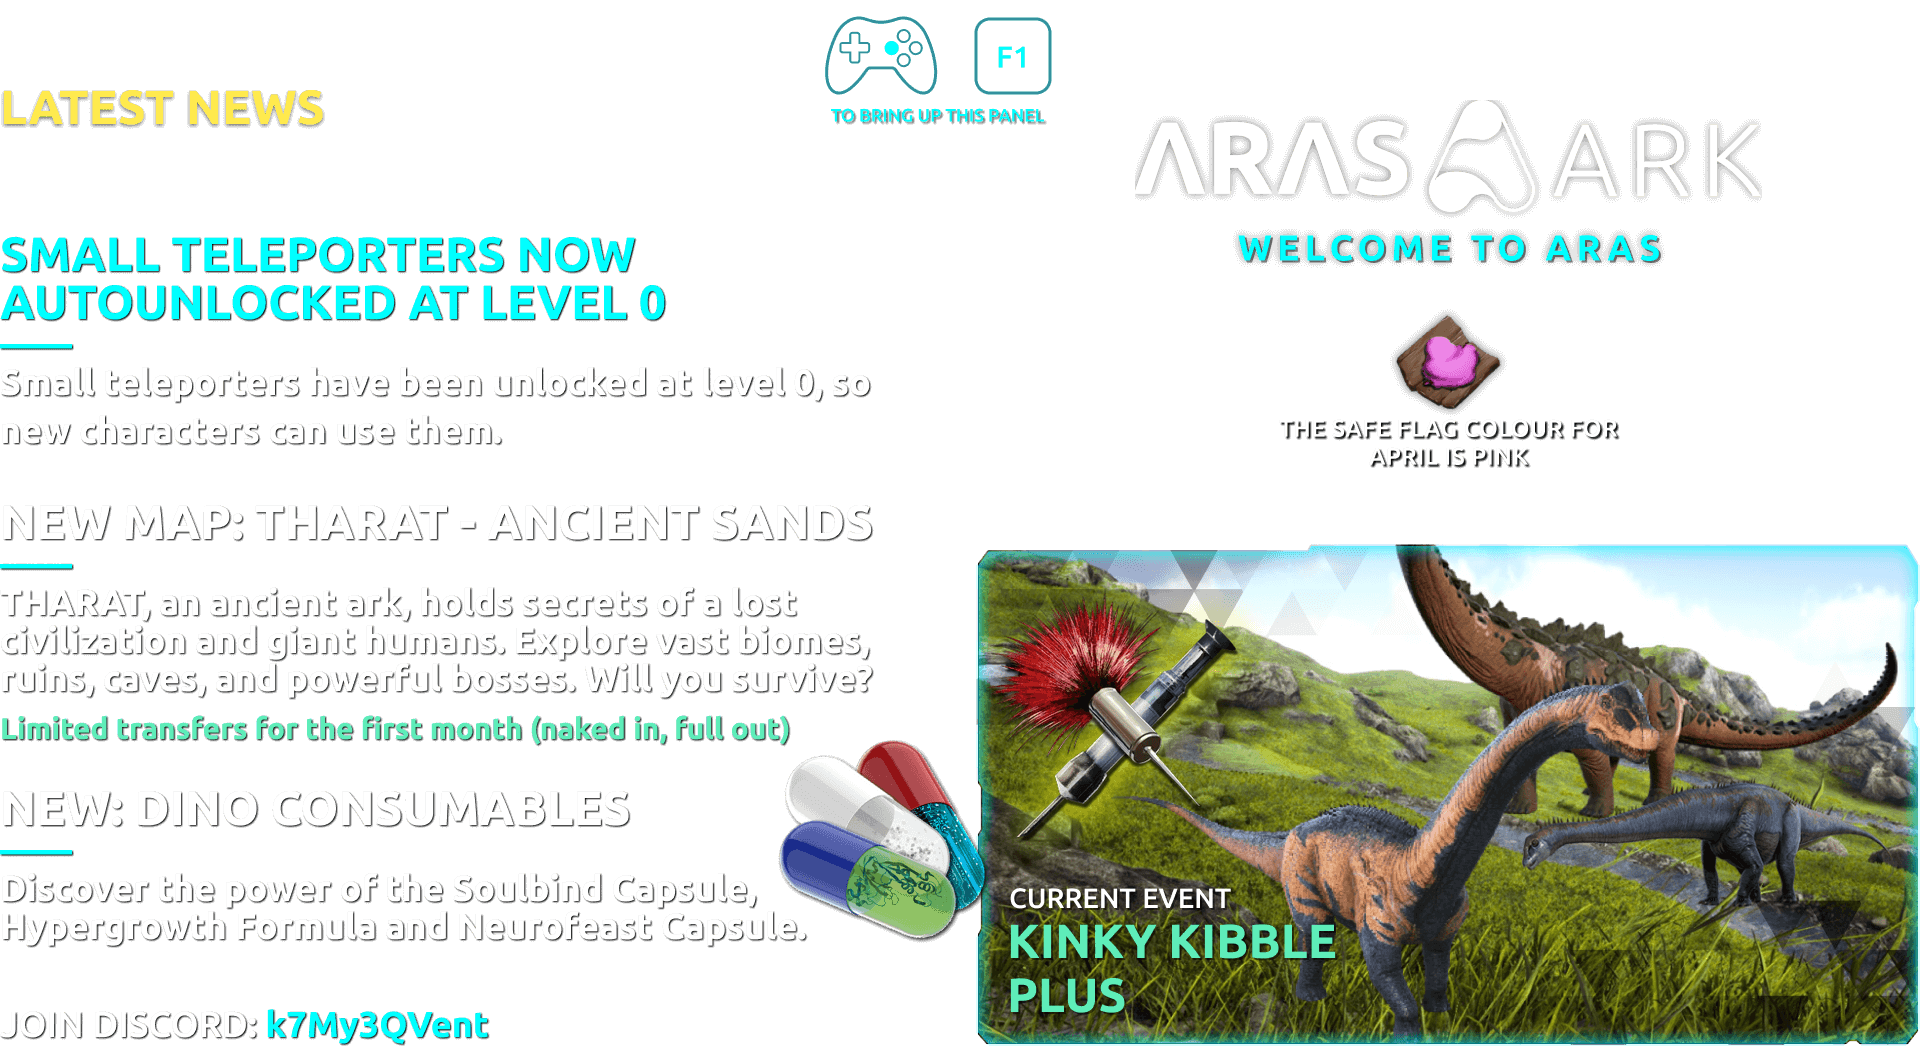 F1
TO BRING UP THIS PANEL
LATEST NEWS
SMALL TELEPORTERS NOW
AUTOUNLOCKED AT LEVEL 0
Small teleporters have been unlocked at level 0, so
new characters can use them.
NEW MAP: THARAT - ANCIENT SANDS
THARAT, an ancient ark, holds secrets of a lost
civilization and giant humans. Explore vast biomes,
ruins, caves, and powerful bosses. Will you survive?
Limited transfers for the first month (naked in, full out)
NEW: DINO CONSUMABLES
Discover the power of the Soulbind Capsule,
Hypergrowth Formula and Neurofeast Capsule.
JOIN DISCORD: k7My3QVent
ARAS ARK
WELCOME TO ARAS
THE SAFE FLAG COLOUR FOR
APRIL IS PINK
CURRENT EVENT
KINKY KIBBLE
PLUS